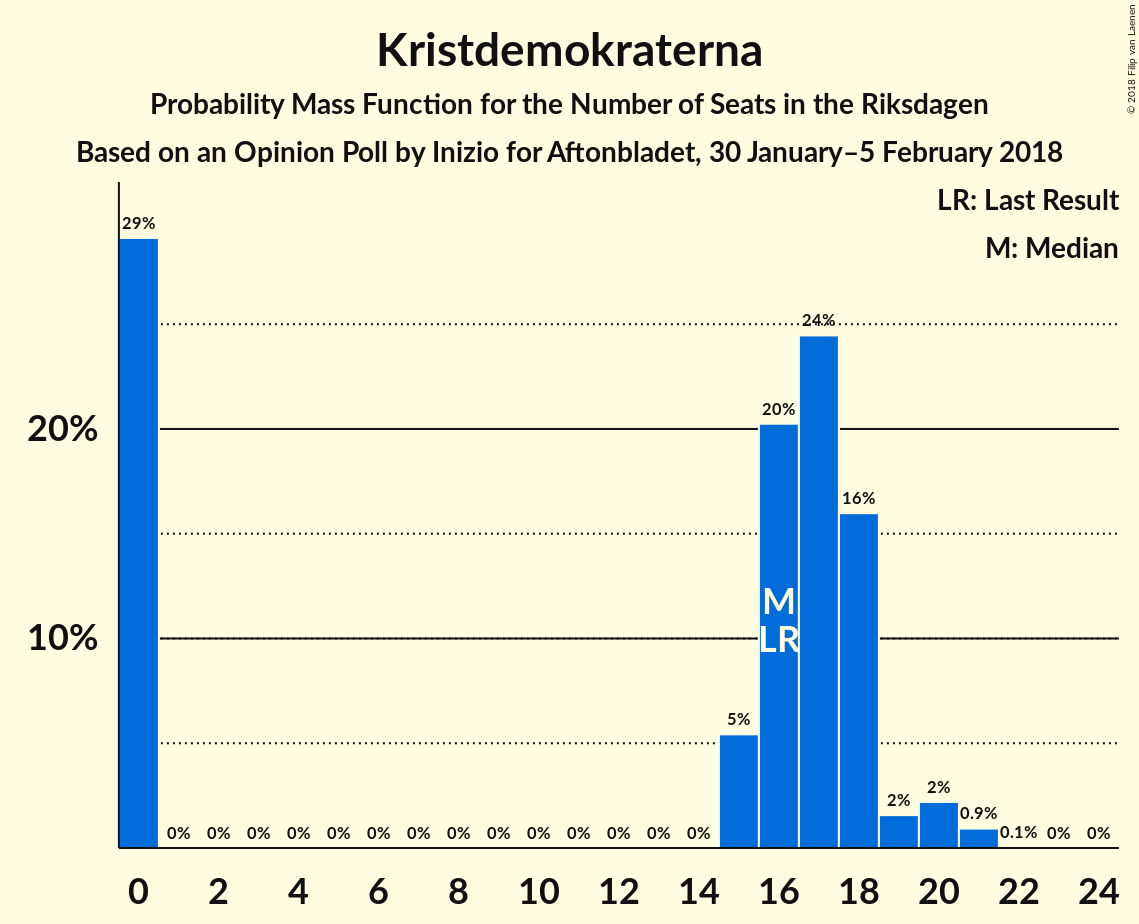 Kristdemokraterna
Probability Mass Function for the Number of Seats in the Riksdagen
Based on an Opinion Poll by Inizio for Aftonbladet, 30 January–5 February 2018
© 2018 Filip van Laenen
LR: Last Result
M: Median
29%
24%
20%
20%
16%
M
10%
LR
5%
2%
2%
0.9%
0% 0% 0% 0% 0% 0% 0% 0% 0% 0% 0% 0% 0% 0% 0.1% 0% 0%
0 2 4 6 8 10 12 14 16 18 20 22 24